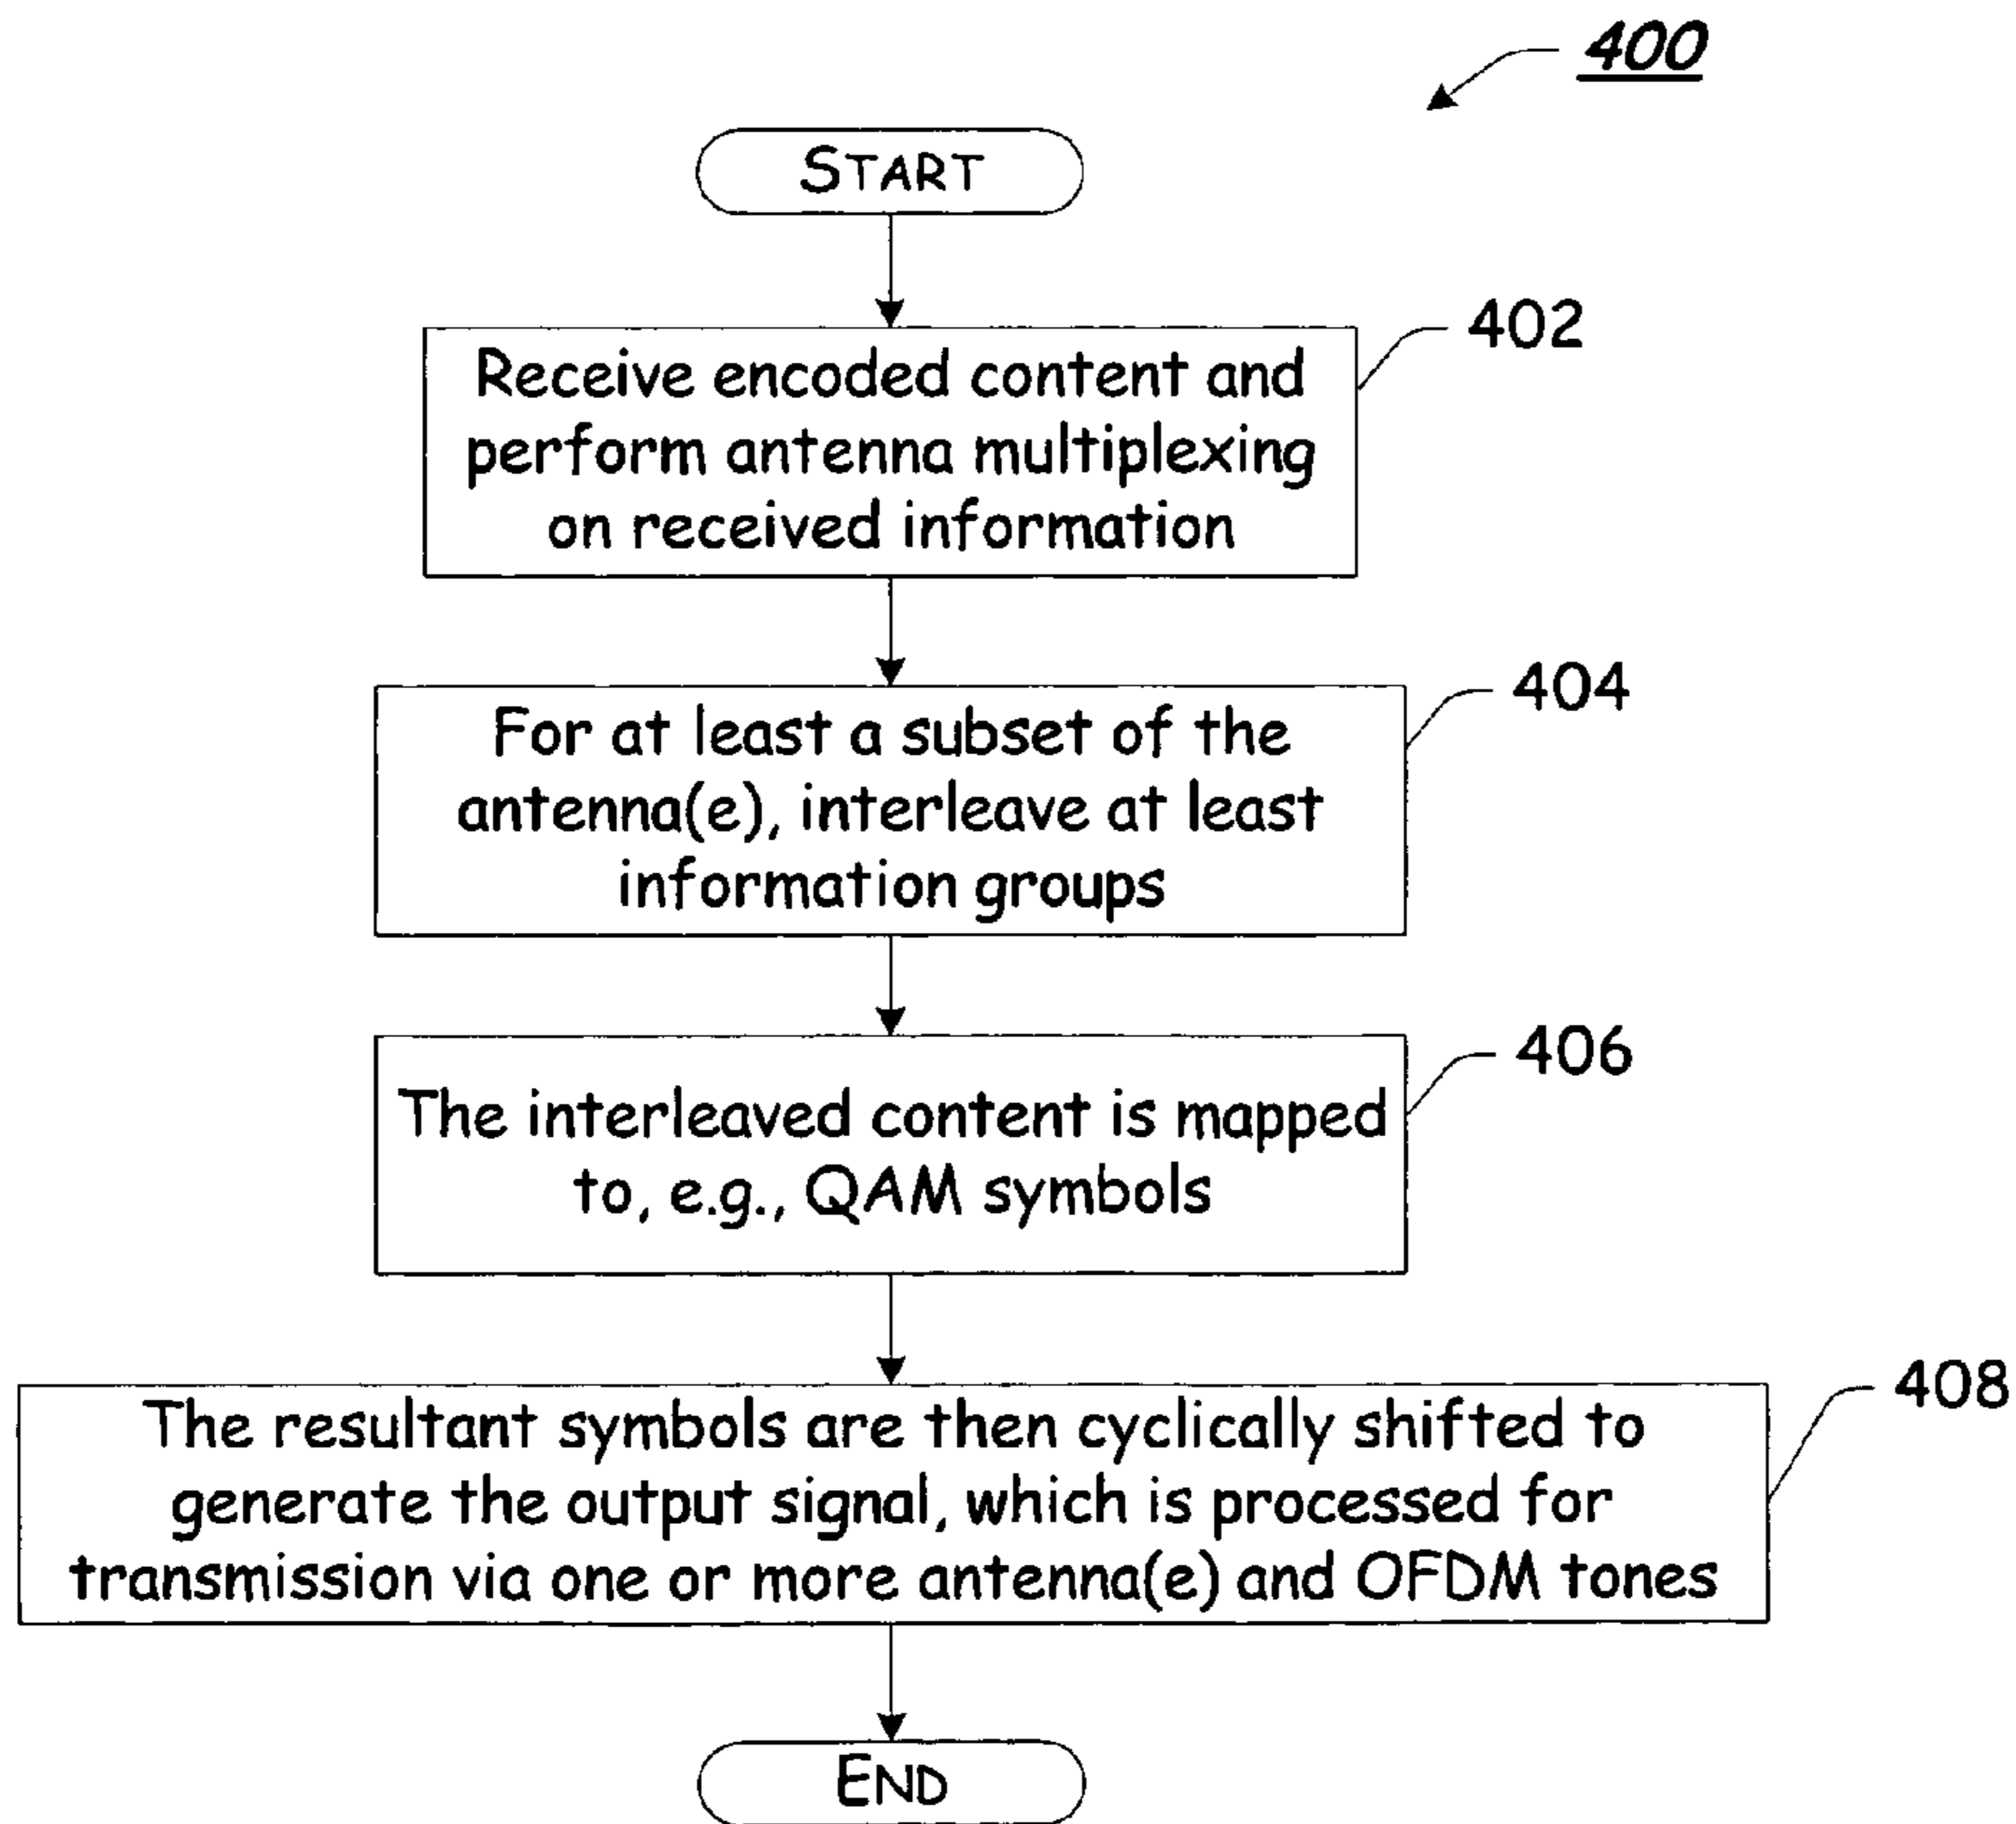 400
START
402
Receive encoded content and
perform antenna multiplexing
on received information
404
For at least a subset of the
antenna(e), interleave at least
information groups
406
The interleaved content is mapped
to, e.g., QAM symbols
408
The resultant symbols are then cyclically shifted to
generate the output signal, which is processed for
transmission via one or more antenna(e) and OFDM tones
END